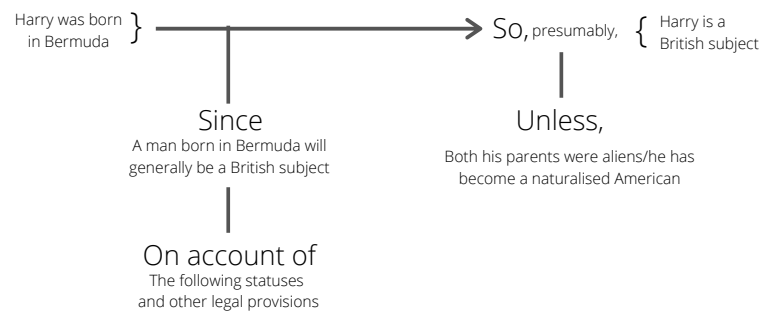 Harry was born
in Bermuda
}
So, presumably,
{
Harry is a
British subject
Since
A man born in Bermuda will
generally be a British subject
Unless,
Both his parents were aliens/he has
become a naturalised American
On account of
The following statuses
and other legal provisions